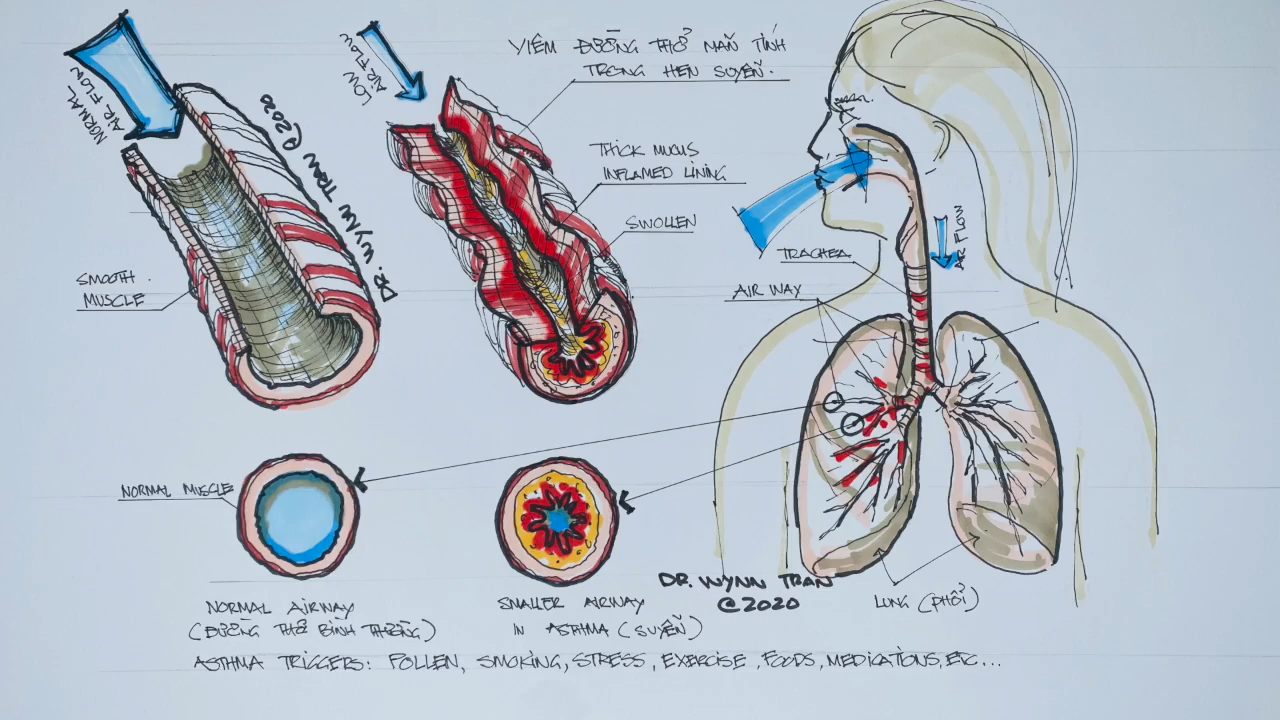 NORMAL
AIR FLOW
LOW
AIR FLOW
DR. WYNN TRAN @2020
VIÊM ĐƯỜNG THỞ MẠN TÍNH
TRONG HEN SUYỄN.
THICK MUCUS
INFLAMED LINING
SWOLLEN
SMOOTH
MUSCLE
TRACHEA
AIR WAY
AIR FLOW
NORMAL MUSCLE
NORMAL AIRWAY
(ĐƯỜNG THỞ BÌNH THƯỜNG)
SMALLER AIRWAY
IN ASTHMA (SUYỄN)
DR. WYNN TRAN
@2020
LUNG (PHỔI)
ASTHMA TRIGGERS: POLLEN, SMOKING, STRESS, EXERCISE, FOODS, MEDICATIONS, ETC...